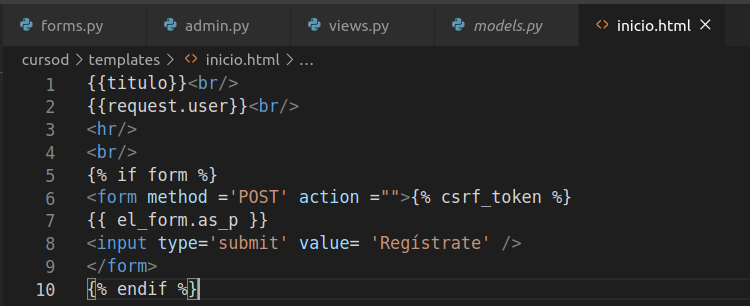 forms.py admin.py views.py models.py inicio.html
cursod > templates > inicio.html > ...
1 {{titulo}}<br/>
2 {{request.user}}<br/>
3 <hr/>
4 <br/>
5 {% if form %}
6 <form method ='POST' action ="">{% csrf_token %}
7 {{ el_form.as_p }}
8 <input type='submit' value= 'Regístrate' />
9 </form>
10 {% endif %}